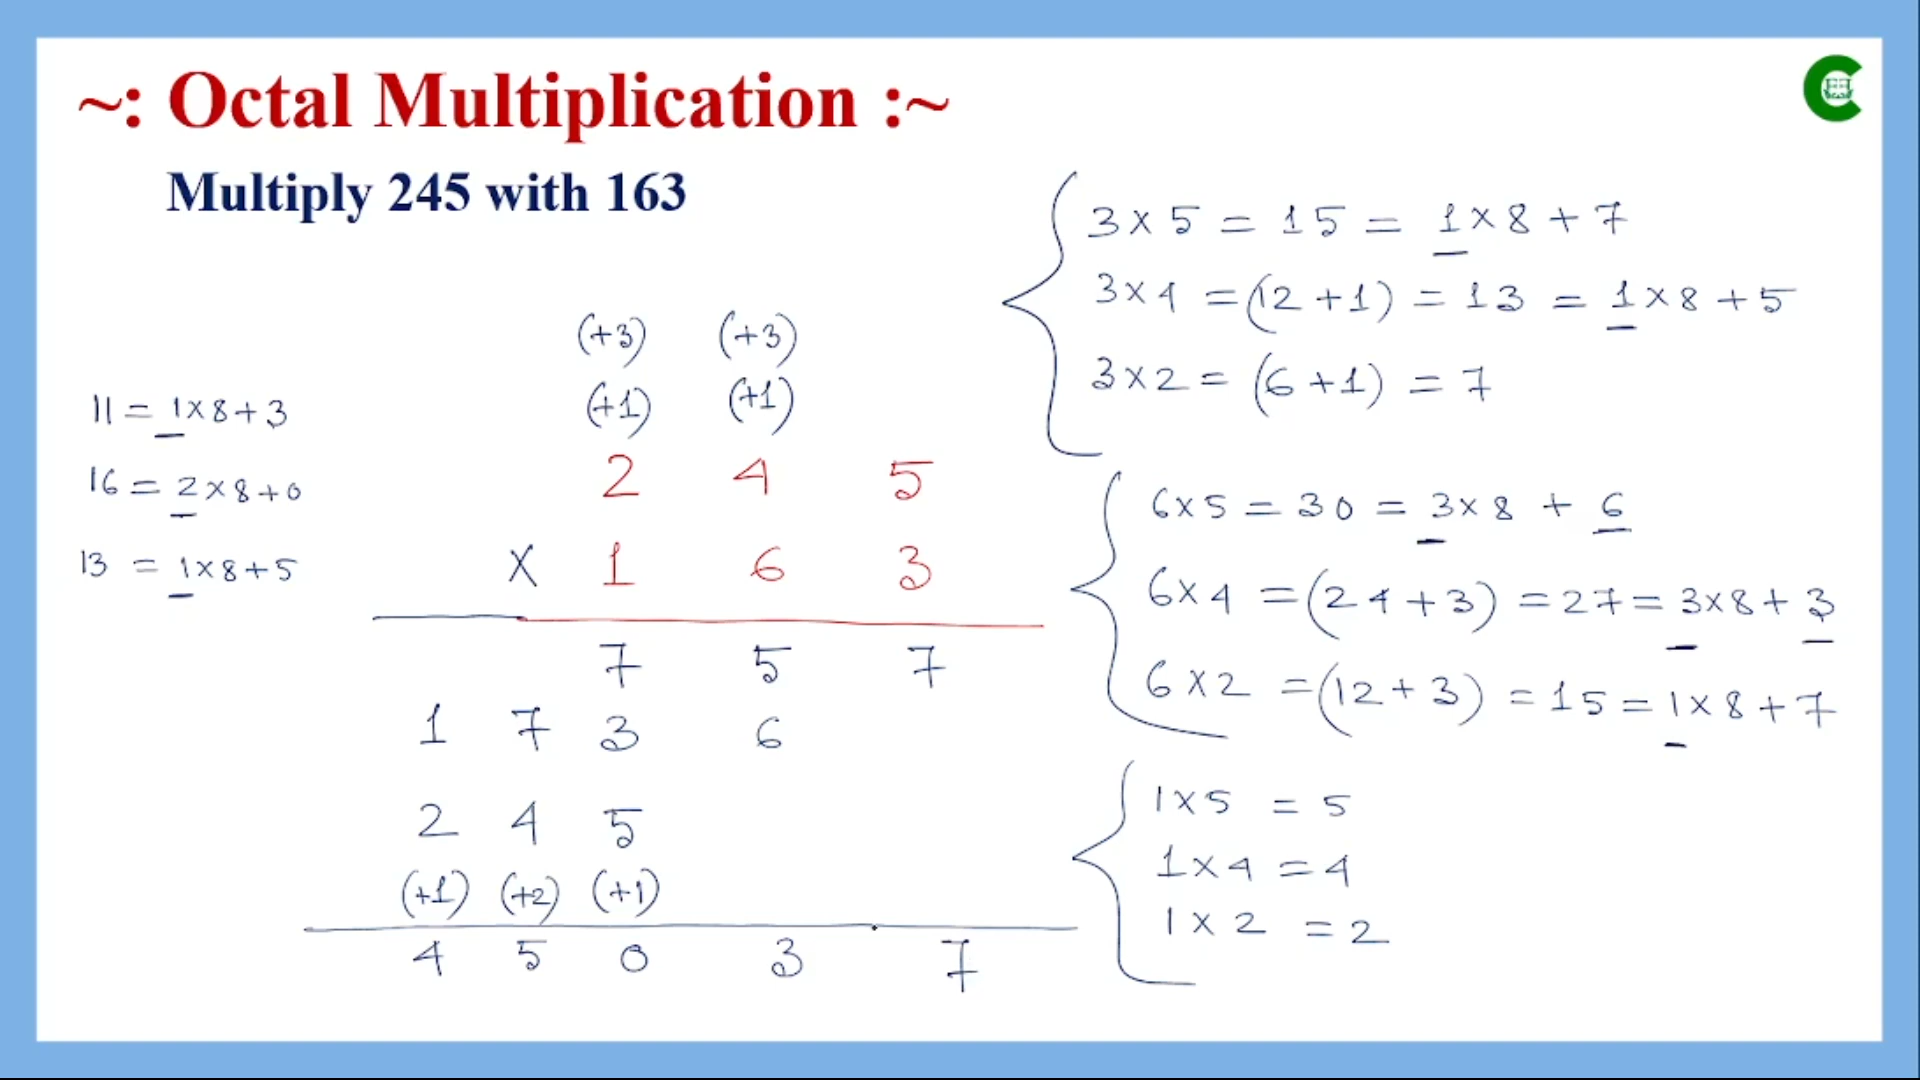 ~: Octal Multiplication :~
Multiply 245 with 163
11 = 1×8+3
16 = 2×8+0
13 = 1×8+5
(+3) (+3)
(+1) (+1)
2 4 5
× 1 6 3
7 5 7
1 7 3 6
2 4 5
(+1) (+2) (+1)
4 5 0 3 7
3×5 = 15 = 1×8+7
3×4 = (12+1) = 13 = 1×8+5
3×2 = (6+1) = 7
6×5 = 30 = 3×8 + 6
6×4 = (24+3) = 27 = 3×8+3
6×2 = (12+3) = 15 = 1×8+7
1×5 = 5
1×4 = 4
1×2 = 2